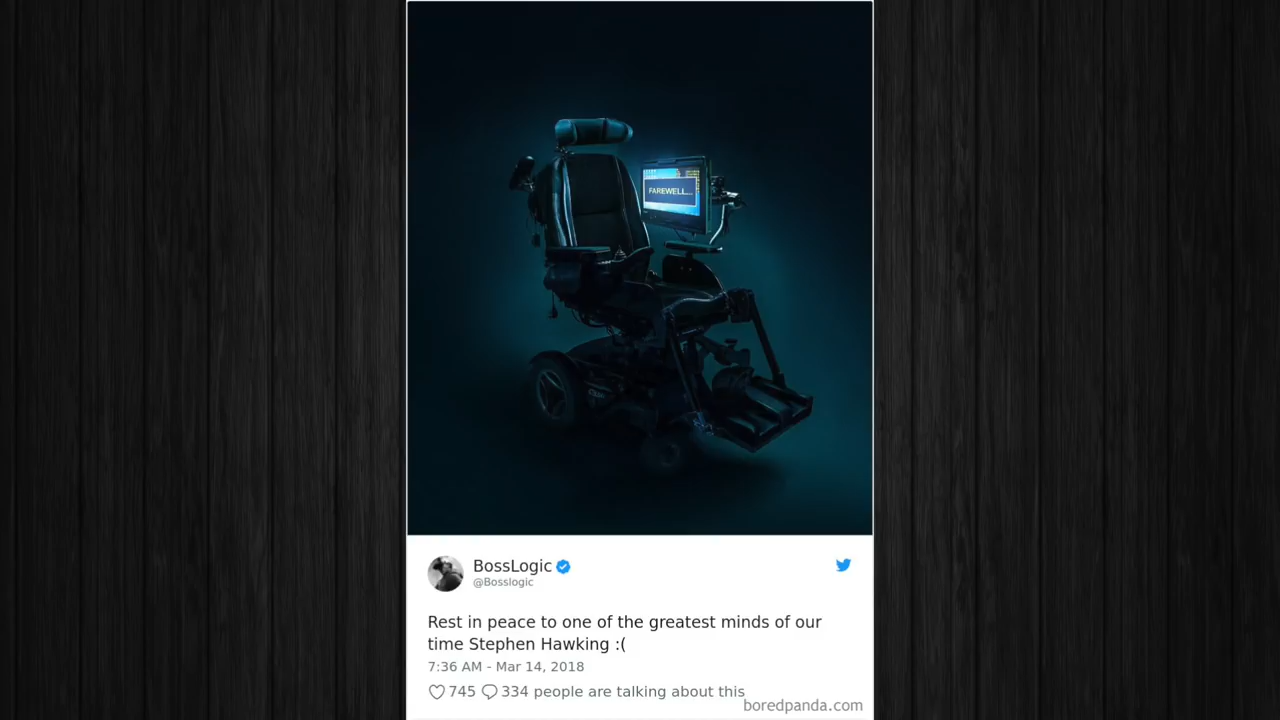 FAREWELL...
BossLogic
@Bosslogic
Rest in peace to one of the greatest minds of our
time Stephen Hawking :(
7:36 AM - Mar 14, 2018
745 334 people are talking about this
boredpanda.com